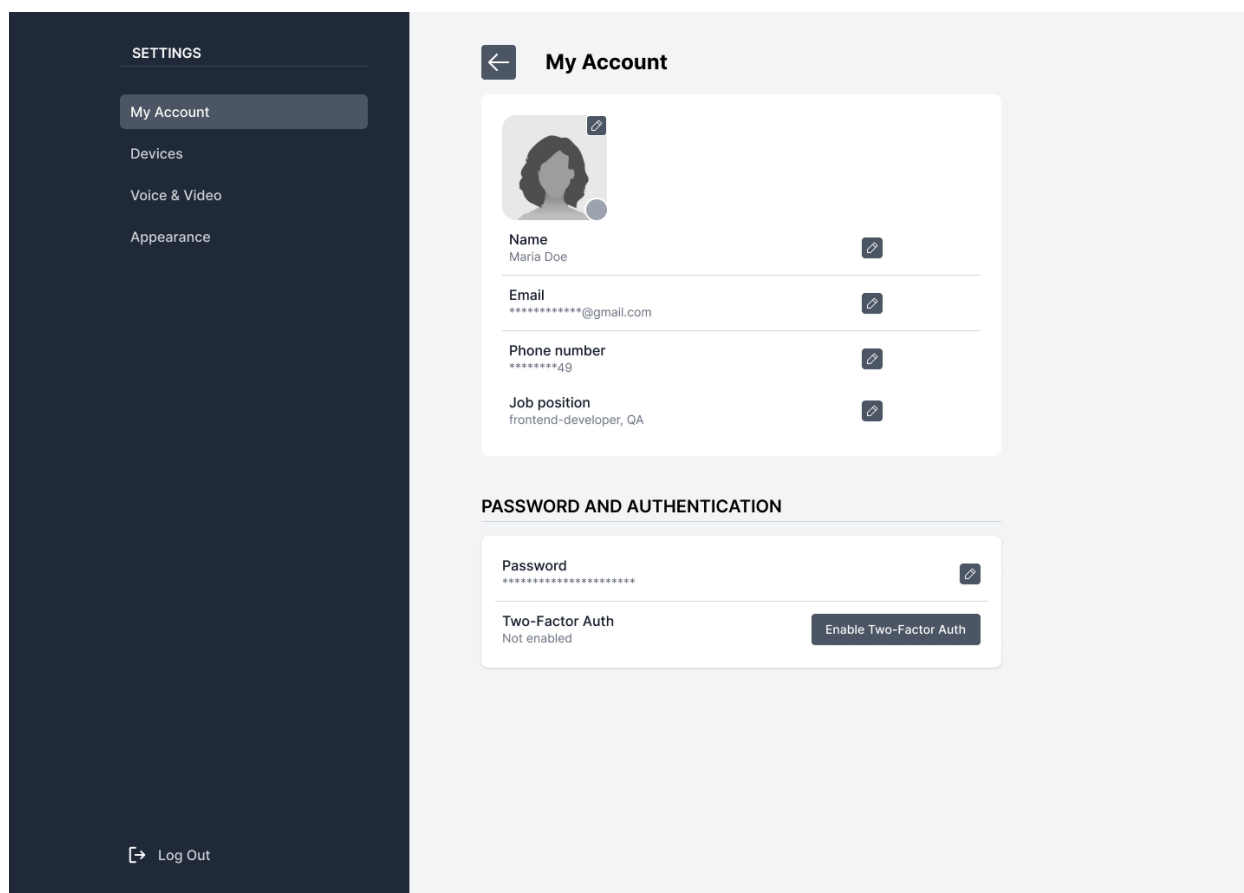 SETTINGS
My Account
Devices
Voice & Video
Appearance
Log Out
My Account
Name
Maria Doe
Email
************@gmail.com
Phone number
********49
Job position
frontend-developer, QA
PASSWORD AND AUTHENTICATION
Password
**********************
Two-Factor Auth
Not enabled
Enable Two-Factor Auth